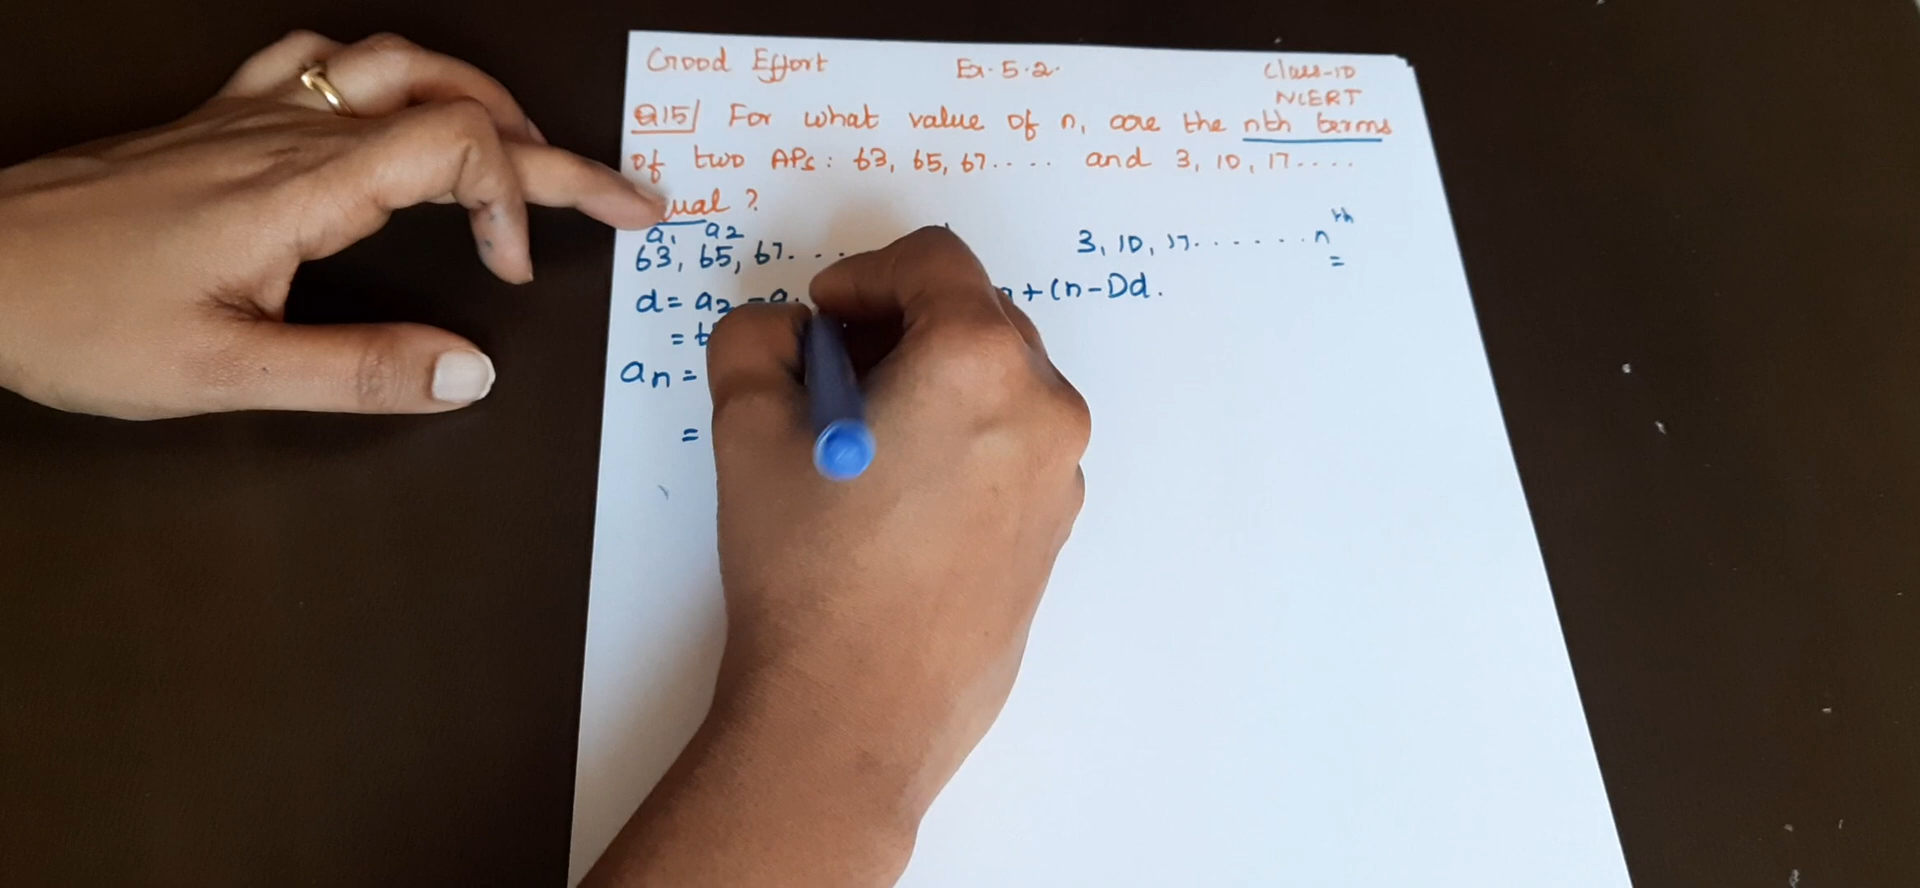 Good Effort Ex. 5.2. Class-10
NCERT
Q15/ For what value of n, are the nth terms
of two APs: 63, 65, 67.... and 3, 10, 17....
ual ?
a1 a2
63, 65, 67. . . 3, 10, 17. . . . . . n th
d = a2 - a1 + (n-1)d.
=
an =
=